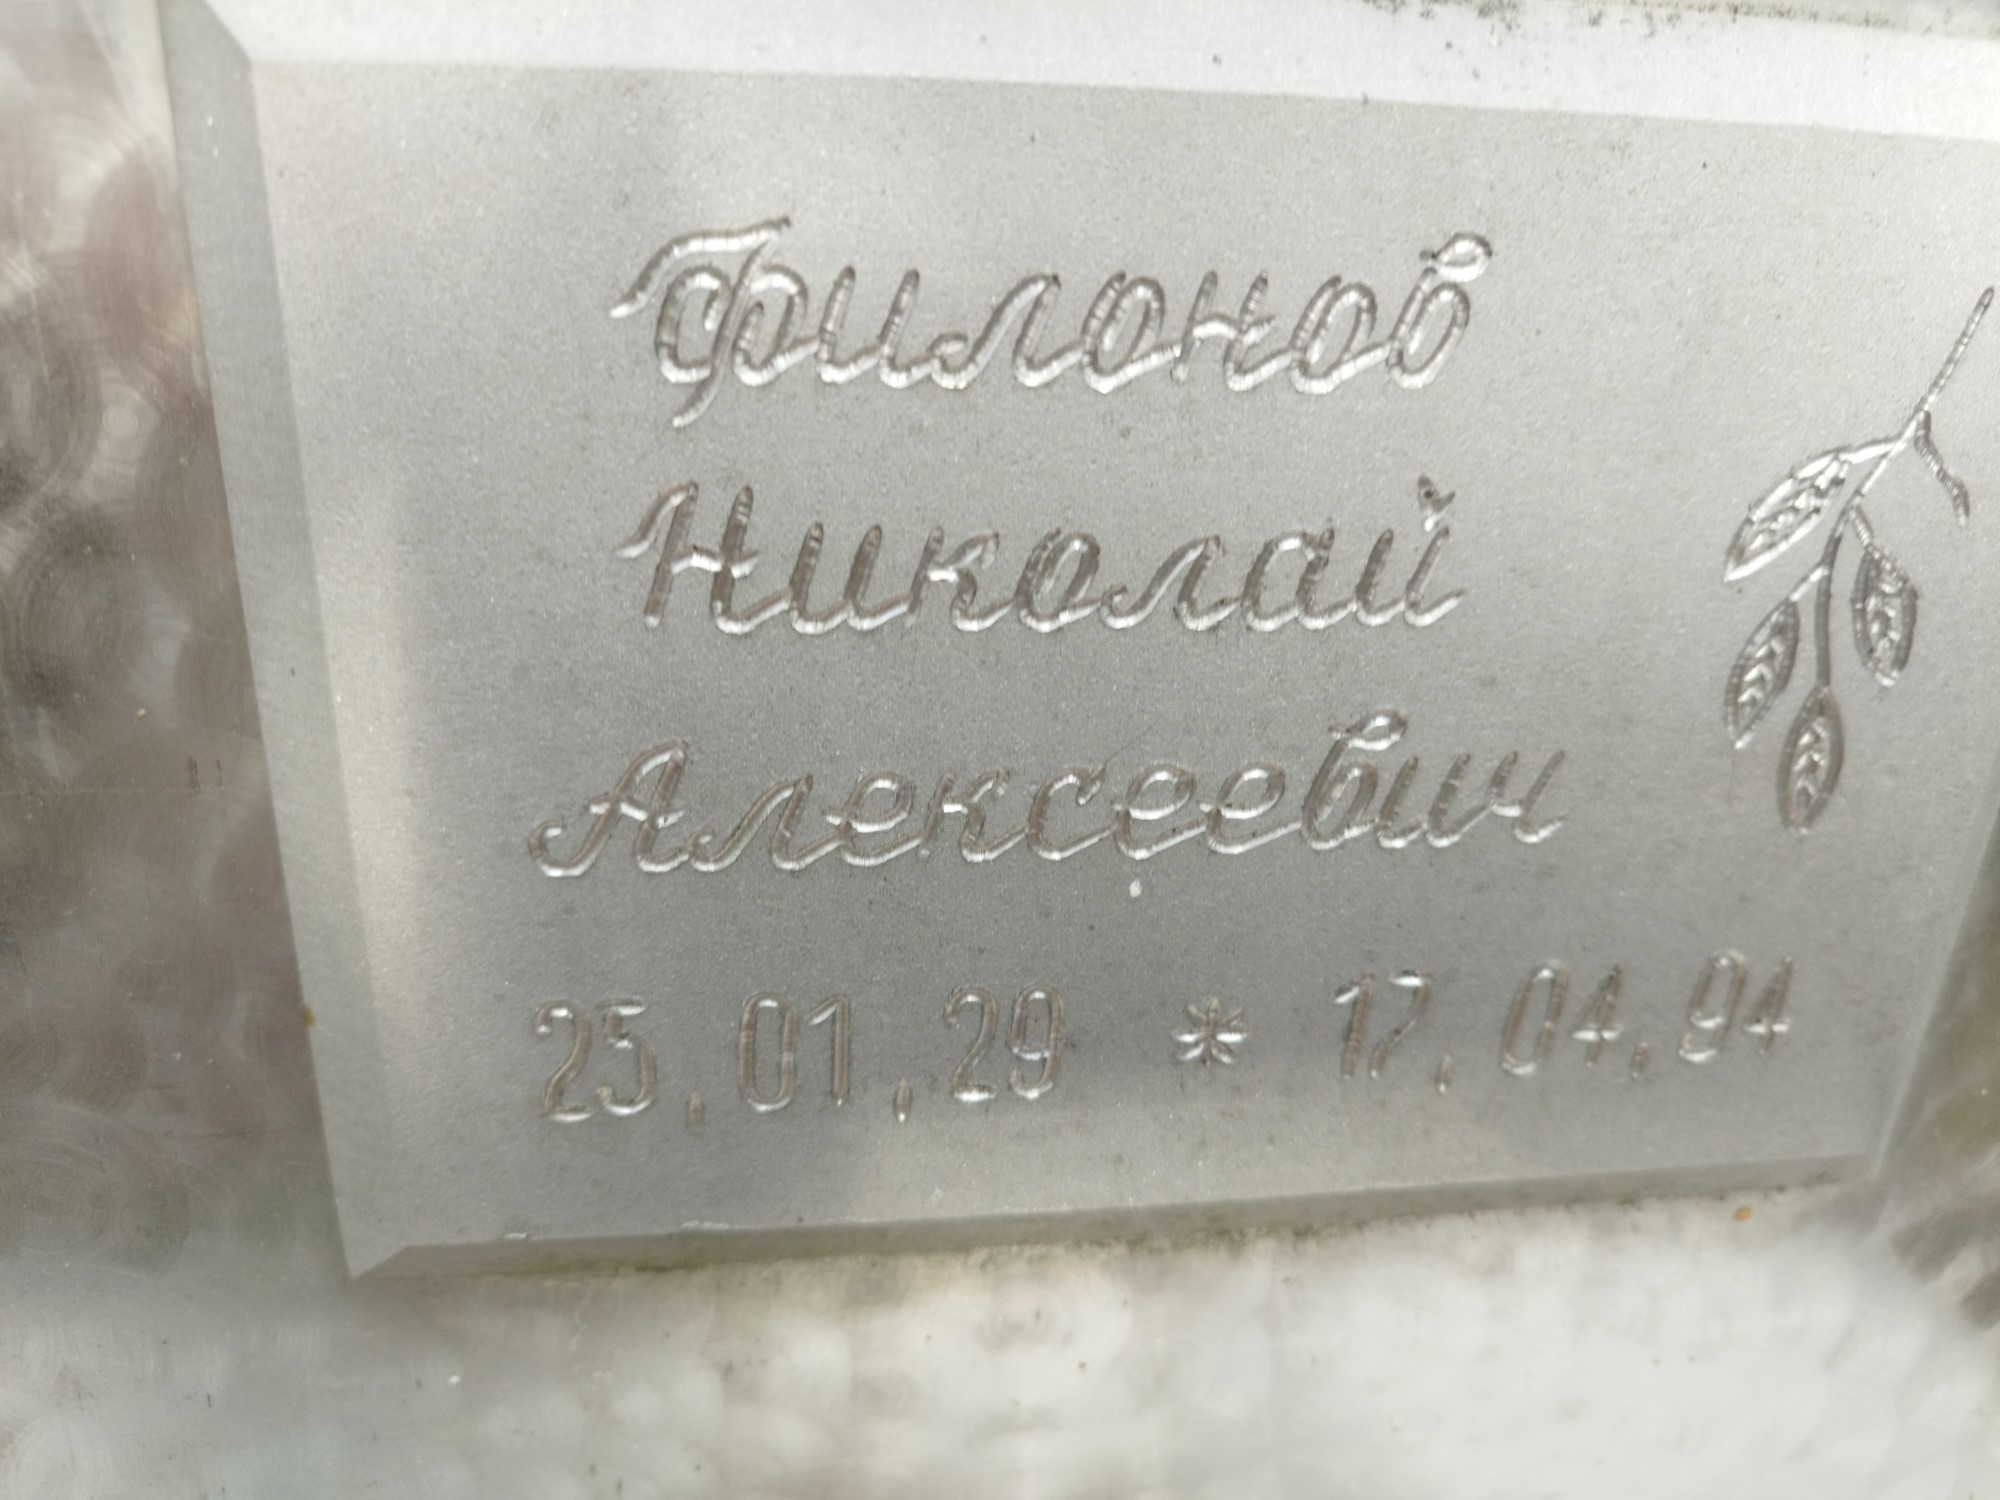 Филонов
Николай
Алексеевич
25.01.29 * 17.04.94